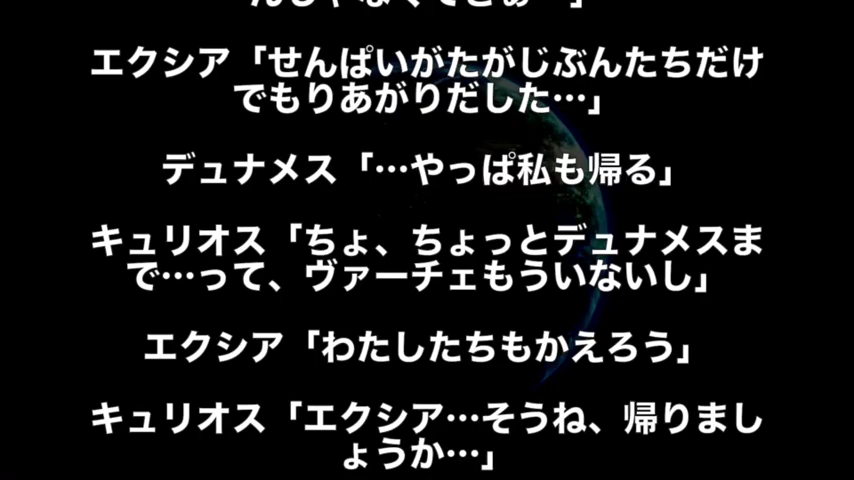 エクシア「せんぱいがたがじぶんたちだけ
でもりあがりだした…」
デュナメス「…やっぱ私も帰る」
キュリオス「ちょ、ちょっとデュナメスま
で…って、ヴァーチェもういないし」
エクシア「わたしたちもかえろう」
キュリオス「エクシア…そうね、帰りまし
ょうか…」